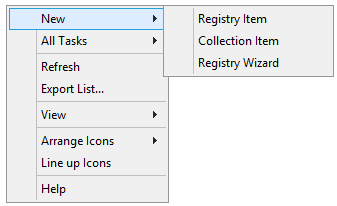 New
All Tasks
Refresh
Export List...
View
Arrange Icons
Line up Icons
Help
Registry Item
Collection Item
Registry Wizard